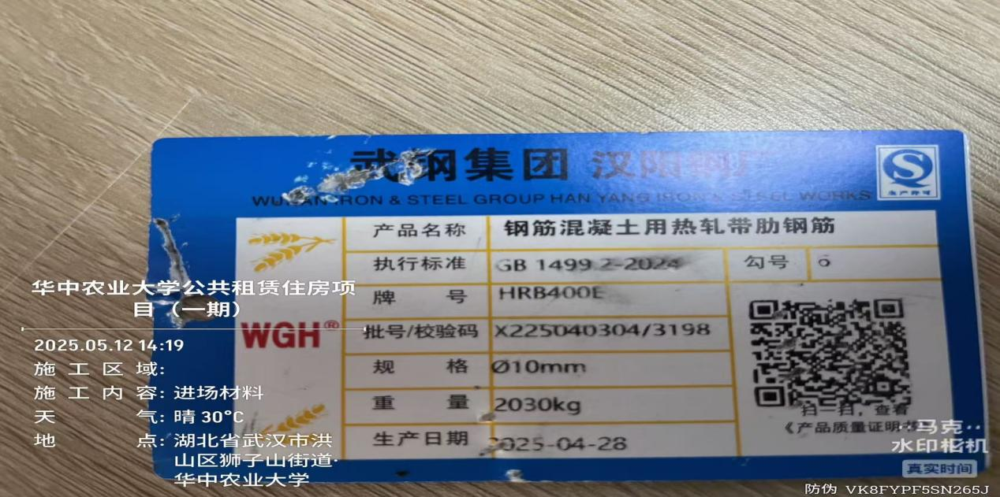 武钢集团 汉阳钢厂
WUHAN IRON & STEEL GROUP HAN YANG IRON & STEEL WORKS
生产许可
产品名称 钢筋混凝土用热轧带肋钢筋
执行标准 GB 1499.2-2024 勾号 6
牌 号 HRB400E
WGH®
批号/校验码 X225040304/3198
规 格 Ø10mm
重 量 2030kg
生产日期 2025-04-28
扫一扫,查看
《产品质量证明书
华中农业大学公共租赁住房项
目(一期)
2025.05.12 14:19
施工区域:
施工内容: 进场材料
天 气: 晴 30°C
地 点: 湖北省武汉市洪
山区狮子山街道·
华中农业大学
马克
水印相机
真实时间
防伪 VK8FYPF5SN265J